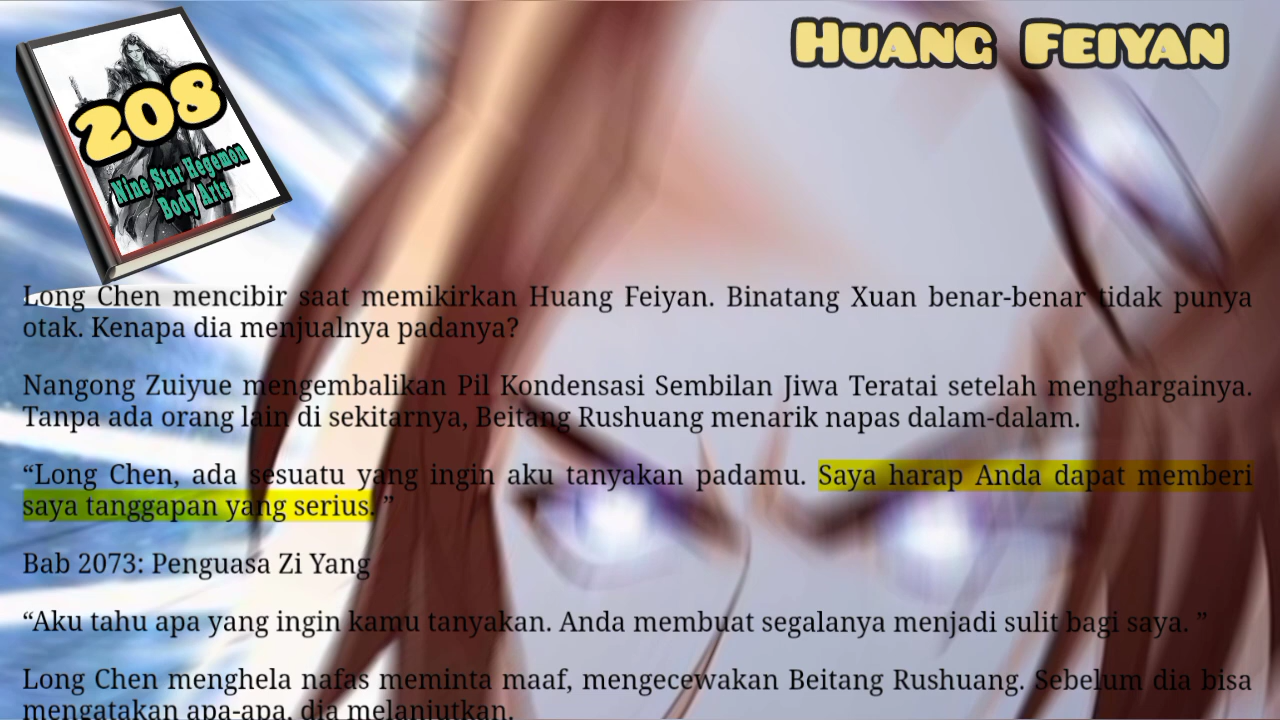 Huang Feiyan
208
Nine Star Hegemon
Body Arts
Long Chen mencibir saat memikirkan Huang Feiyan. Binatang Xuan benar-benar tidak punya
otak. Kenapa dia menjualnya padanya?
Nangong Zuiyue mengembalikan Pil Kondensasi Sembilan Jiwa Teratai setelah menghargainya.
Tanpa ada orang lain di sekitarnya, Beitang Rushuang menarik napas dalam-dalam.
“Long Chen, ada sesuatu yang ingin aku tanyakan padamu. Saya harap Anda dapat memberi
saya tanggapan yang serius. ”
Bab 2073: Penguasa Zi Yang
“Aku tahu apa yang ingin kamu tanyakan. Anda membuat segalanya menjadi sulit bagi saya. ”
Long Chen menghela nafas meminta maaf, mengecewakan Beitang Rushuang. Sebelum dia bisa
mengatakan apa-apa, dia melanjutkan.